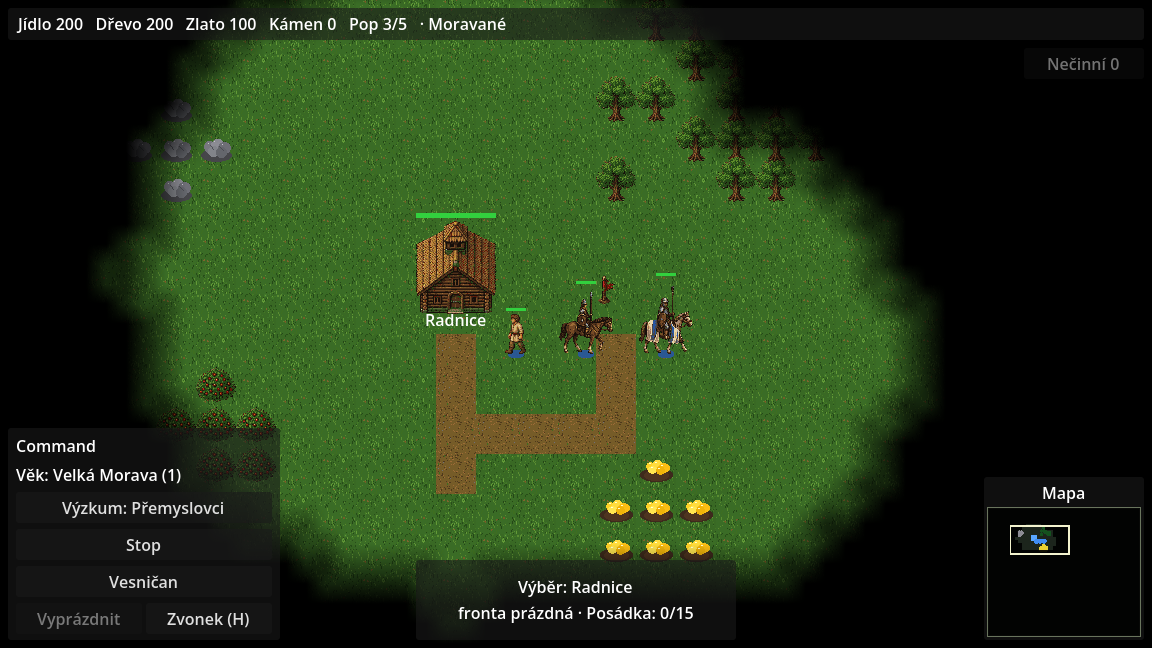 Jídlo 200 Dřevo 200 Zlato 100 Kámen 0 Pop 3/5 · Moravané
Nečinní 0
Radnice
Command
Věk: Velká Morava (1)
Výzkum: Přemyslovci
Stop
Vesničan
Vyprázdnit Zvonek (H)
Výběr: Radnice
fronta prázdná · Posádka: 0/15
Mapa